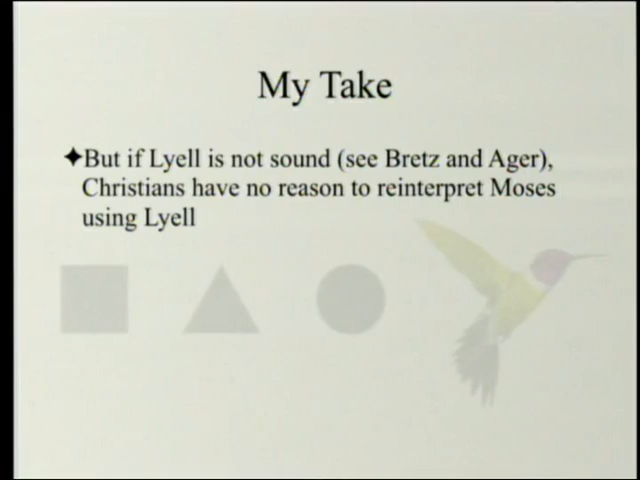 My Take
✦But if Lyell is not sound (see Bretz and Ager),
Christians have no reason to reinterpret Moses
using Lyell